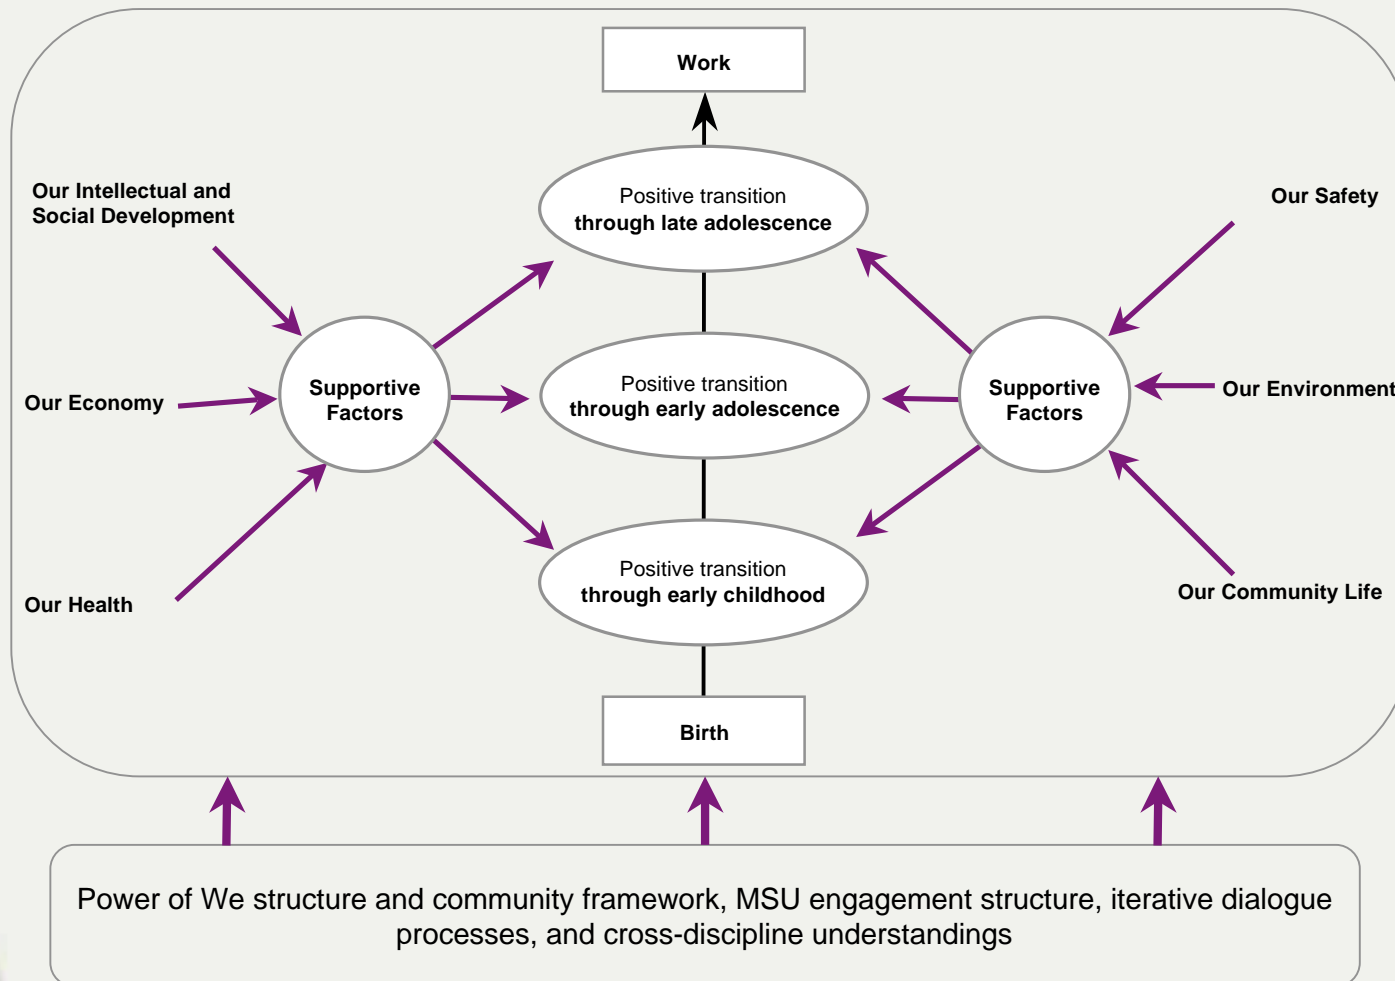 Work
Our Intellectual and
Social Development
Positive transition
through late adolescence
Our Safety
Supportive
Factors
Our Economy
Positive transition
through early adolescence
Supportive
Factors
Our Environment
Our Health
Positive transition
through early childhood
Our Community Life
Birth
Power of We structure and community framework, MSU engagement structure, iterative dialogue
processes, and cross-discipline understandings